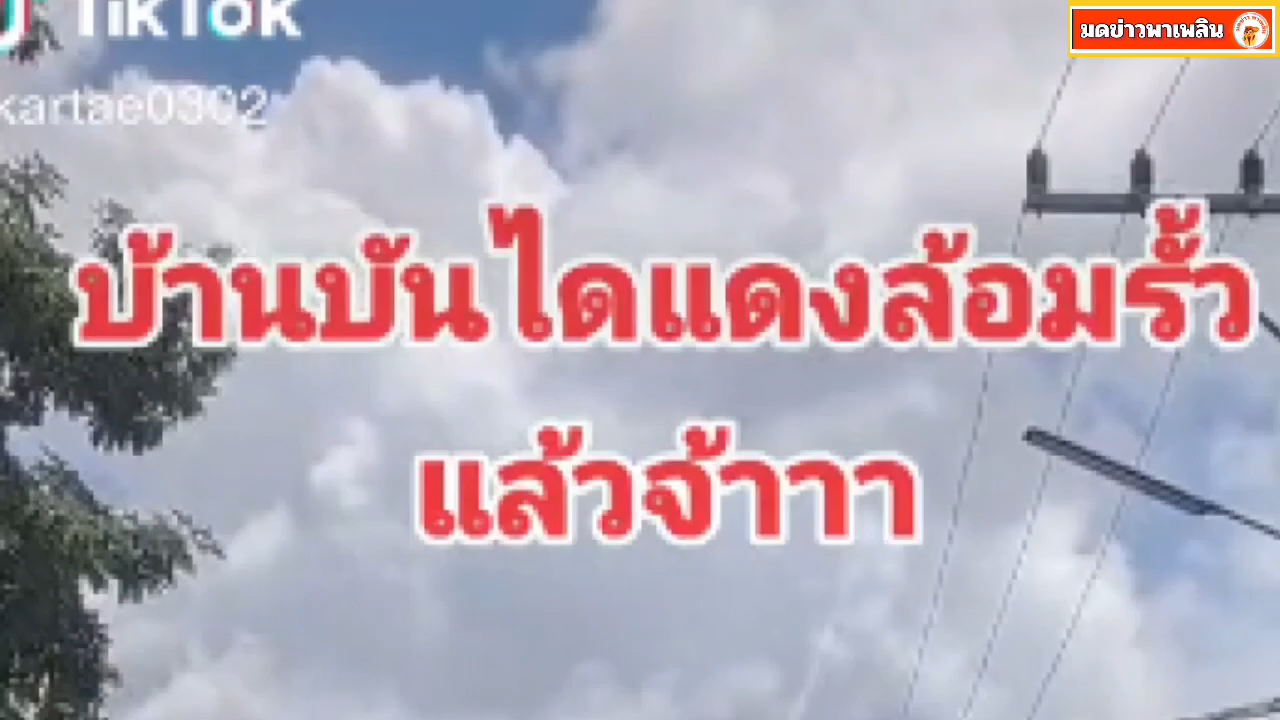 TikTok
มดข่าวพาเพลิน
kartae0302
บ้านบันไดแดงล้อมรั้ว
แล้วจ้าาา